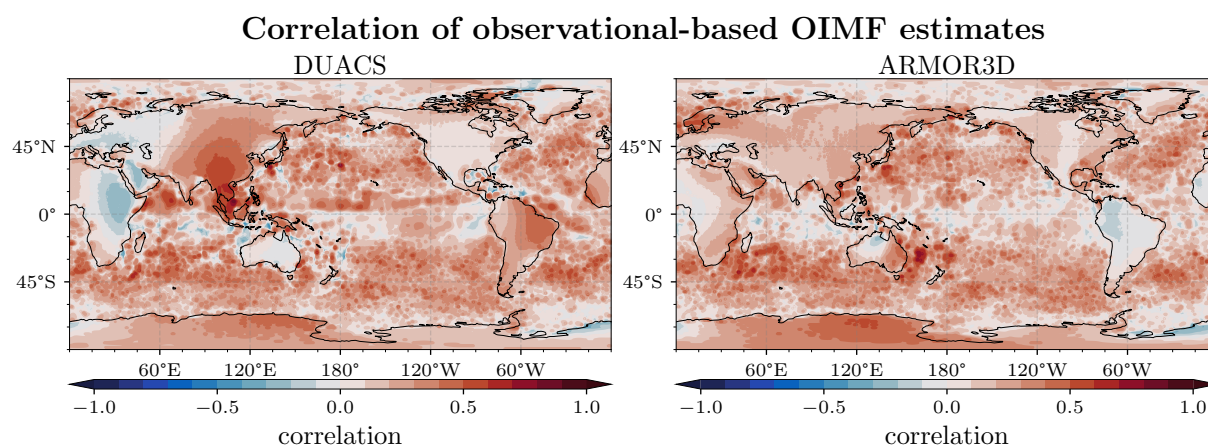 Correlation of observational-based OIMF estimates
DUACS
ARMOR3D
45°N
0°
45°S
60°E 120°E 180° 120°W 60°W
−1.0 −0.5 0.0 0.5 1.0
correlation
45°N
0°
45°S
60°E 120°E 180° 120°W 60°W
−1.0 −0.5 0.0 0.5 1.0
correlation